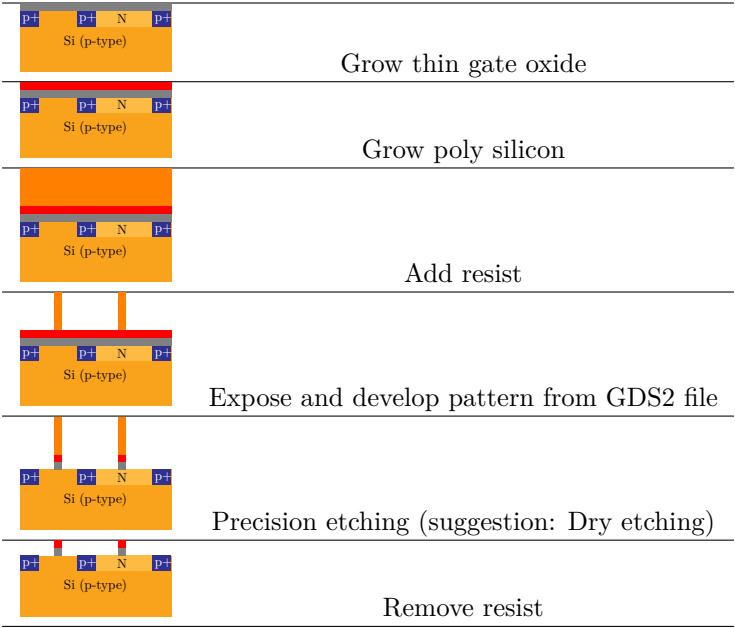 p+ p+ N p+
Si (p-type)
Grow thin gate oxide
p+ p+ N p+
Si (p-type)
Grow poly silicon
p+ p+ N p+
Si (p-type)
Add resist
p+ p+ N p+
Si (p-type)
Expose and develop pattern from GDS2 file
p+ p+ N p+
Si (p-type)
Precision etching (suggestion: Dry etching)
p+ p+ N p+
Si (p-type)
Remove resist